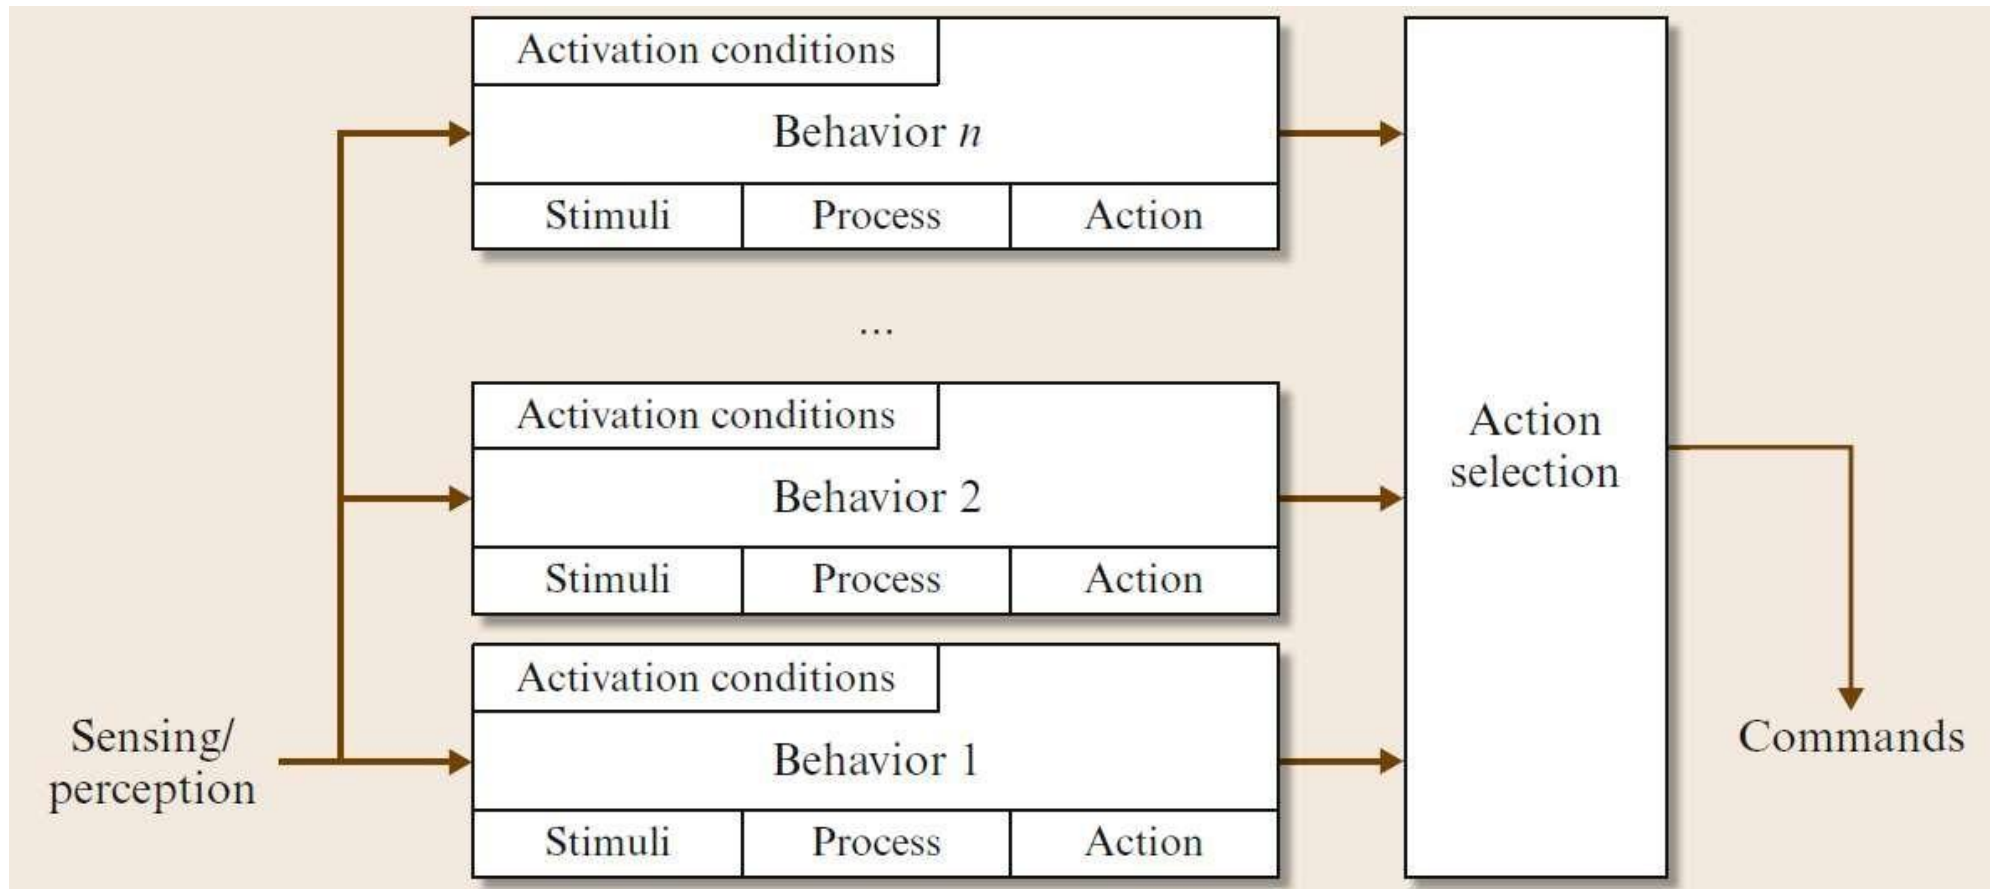 Activation conditions
Behavior n
Stimuli
Process
Action
...
Activation conditions
Behavior 2
Stimuli
Process
Action
Activation conditions
Behavior 1
Stimuli
Process
Action
Sensing/
perception
Action
selection
Commands